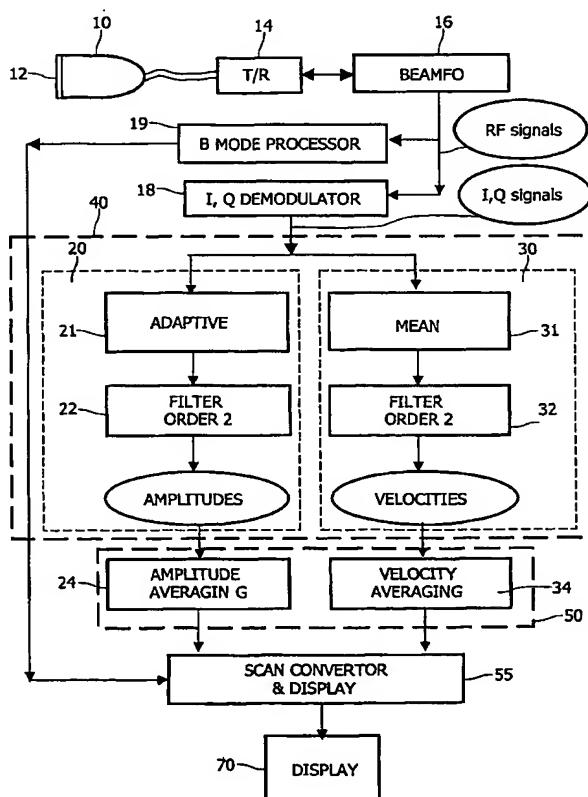 10
14
16
12
T/R
BEAMFO
19
RF signals
B MODE PROCESSOR
18
I, Q DEMODULATOR
I,Q signals
40
20
30
21
ADAPTIVE
MEAN
31
22
FILTER
ORDER 2
FILTER
ORDER 2
32
AMPLITUDES
VELOCITIES
24
AMPLITUDE
AVERAGIN G
VELOCITY
AVERAGING
34
50
SCAN CONVERTOR
& DISPLAY
55
70
DISPLAY